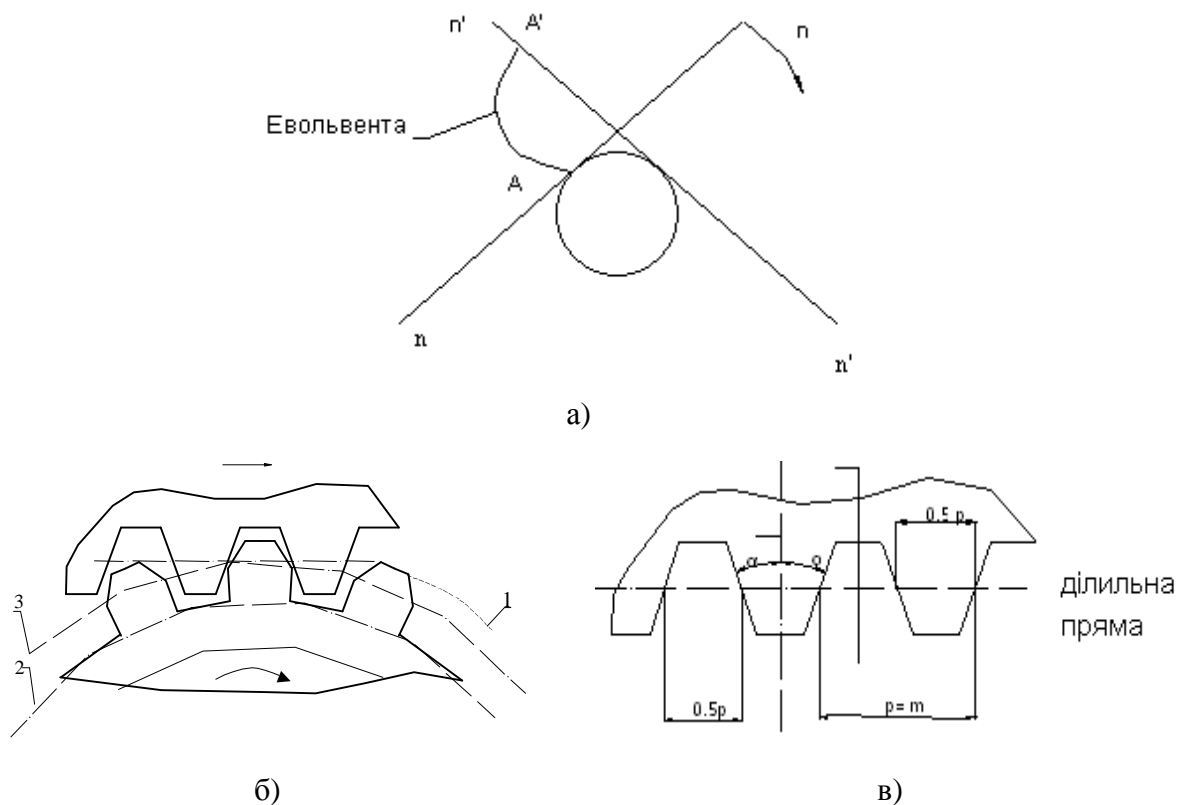 n' A' n
Евольвента
A
n
n'
а)
0.5 p
α
3
1
ділильна
пряма
2
0.5p
p= m
б)
в)